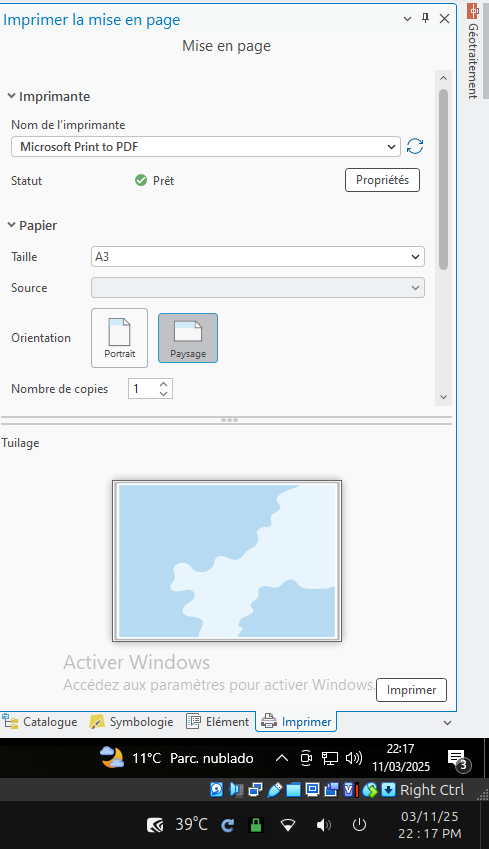 Imprimer la mise en page
Mise en page
Géotraitement
Imprimante
Nom de l'imprimante
Microsoft Print to PDF
Statut
Prêt
Propriétés
Papier
Taille
A3
Source
Orientation
Portrait
Paysage
Nombre de copies
1
Tuilage
Activer Windows
Accédez aux paramètres pour activer Windows.
Imprimer
Catalogue
Symbologie
Elément
Imprimer
11°C Parc. nublado
22:17
11/03/2025
3
Right Ctrl
39°C
03/11/25
22 : 17 PM